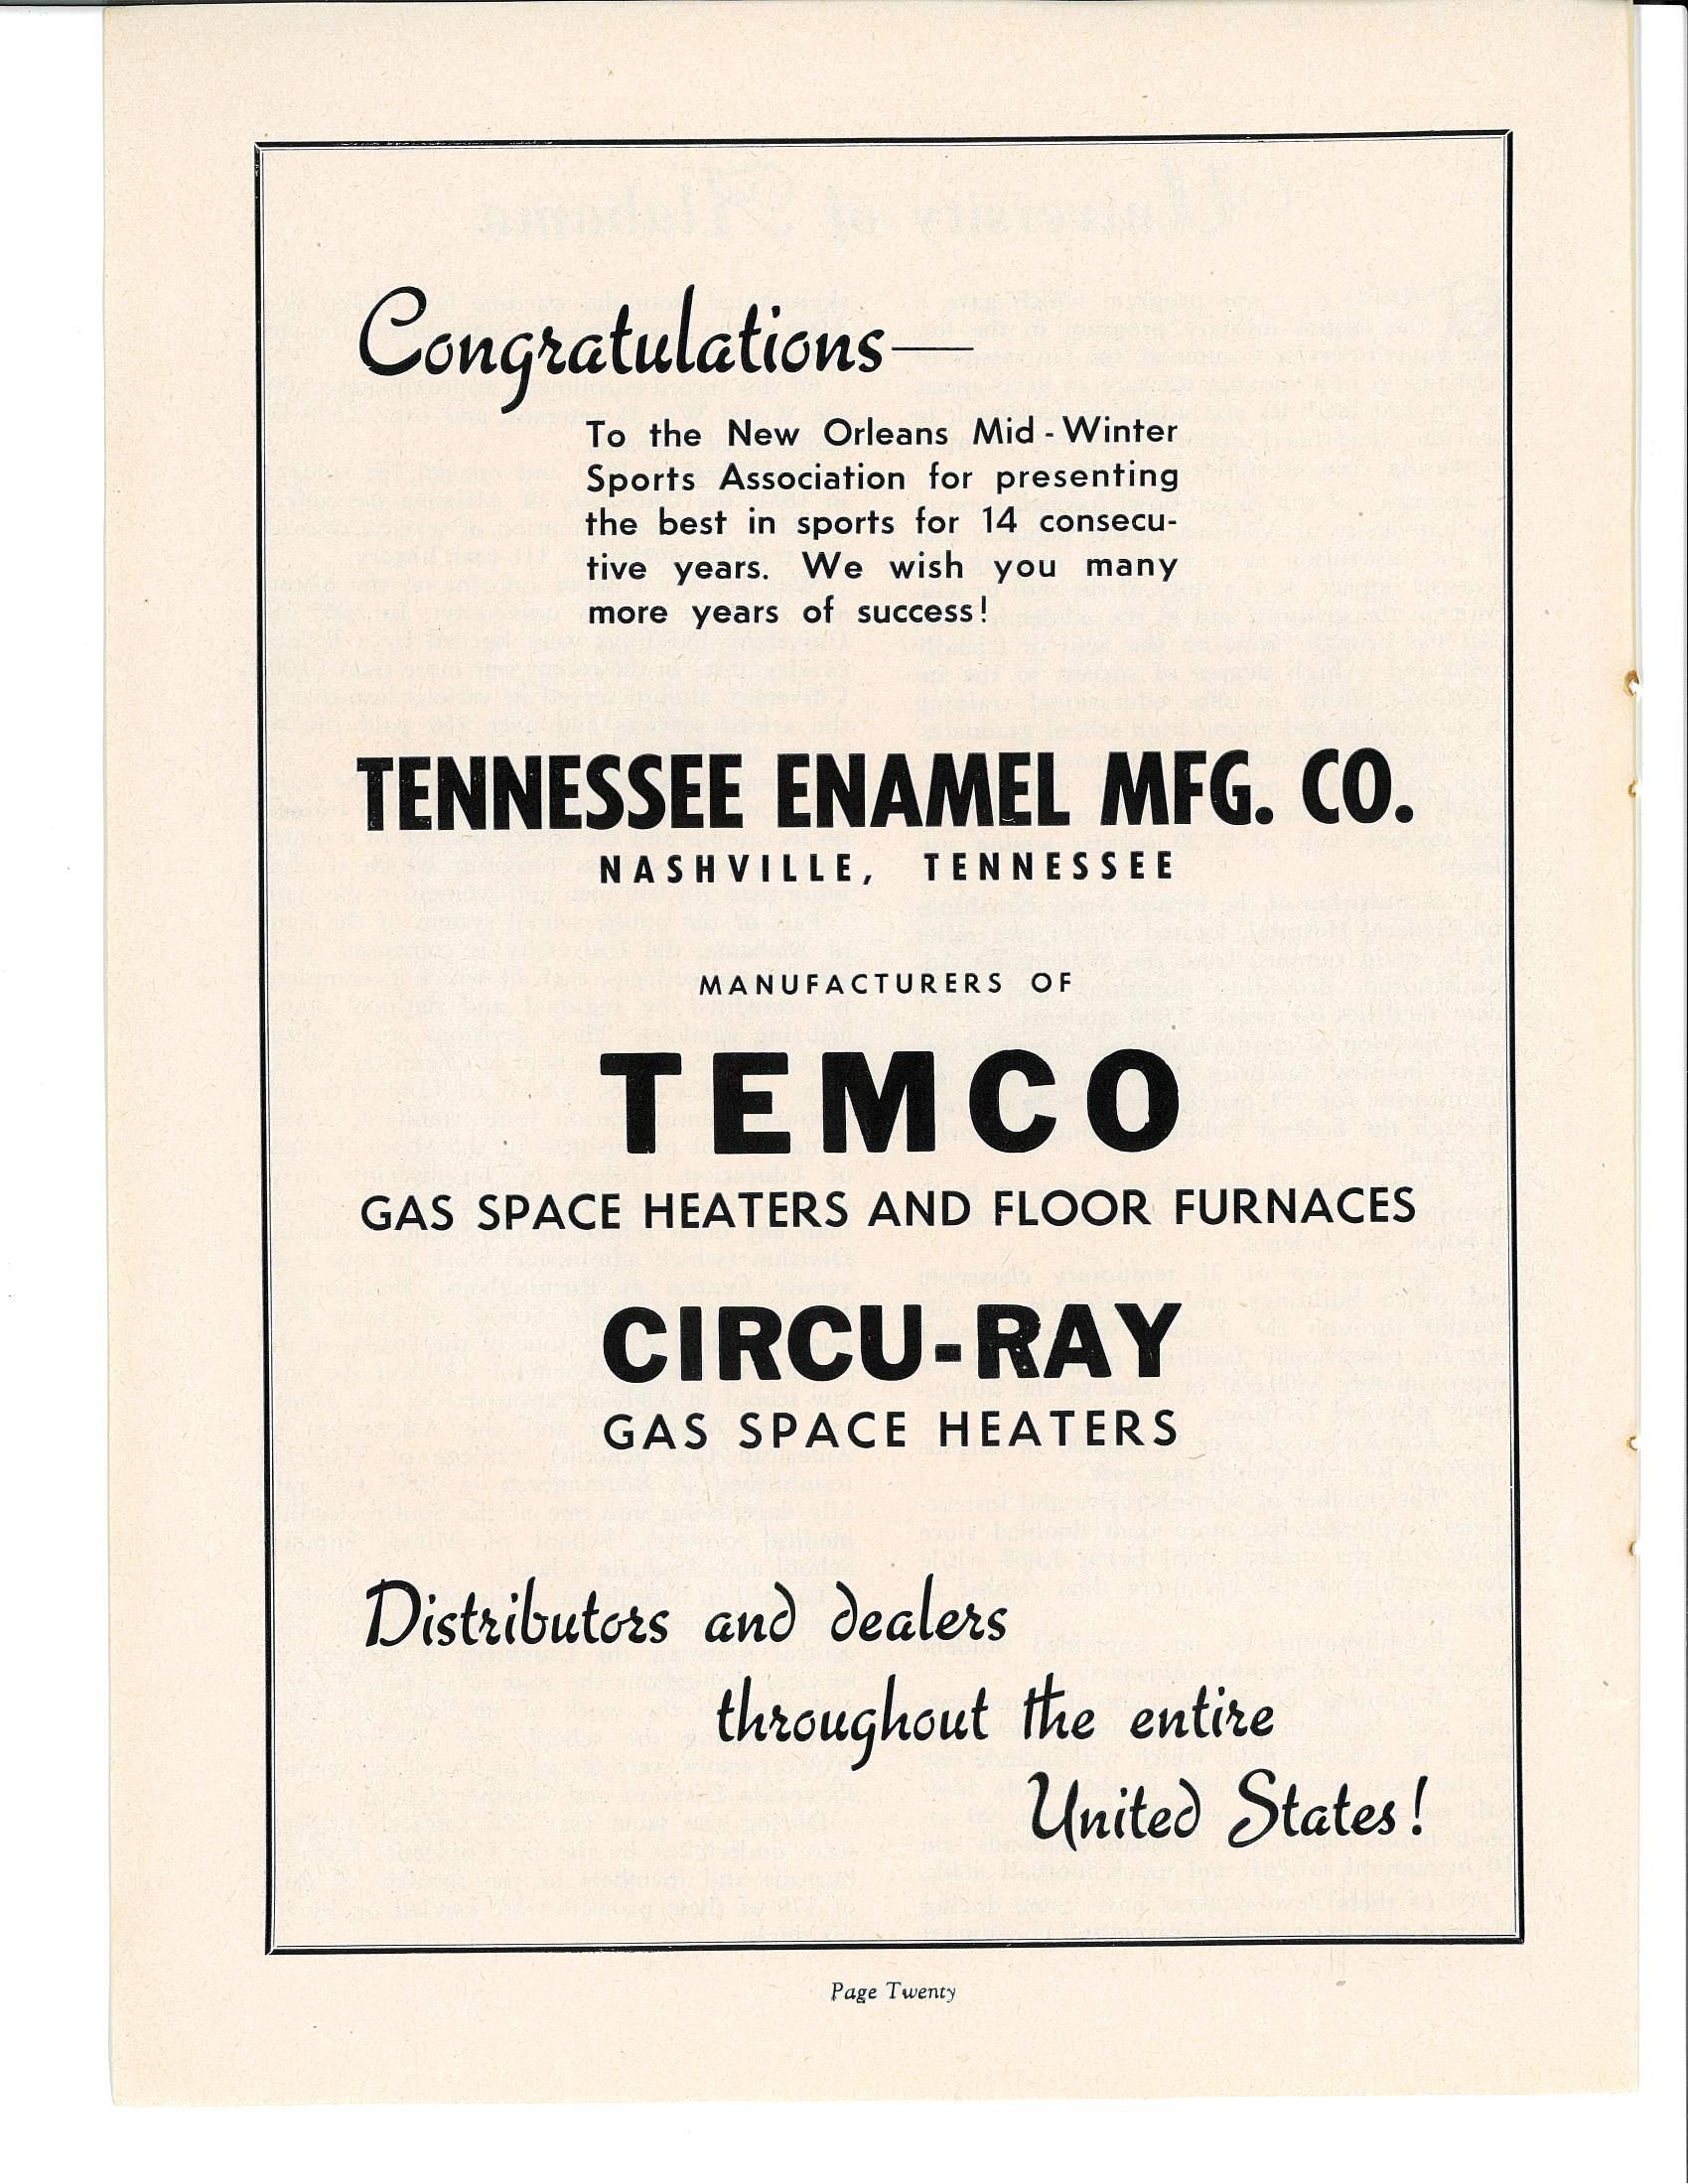 Congratulations—
To the New Orleans Mid-Winter
Sports Association for presenting
the best in sports for 14 consecu-
tive years. We wish you many
more years of success!
TENNESSEE ENAMEL MFG. CO.
NASHVILLE, TENNESSEE
MANUFACTURERS OF
TEMCO
GAS SPACE HEATERS AND FLOOR FURNACES
CIRCU-RAY
GAS SPACE HEATERS
Distributors and dealers
throughout the entire
United States!
Page Twenty